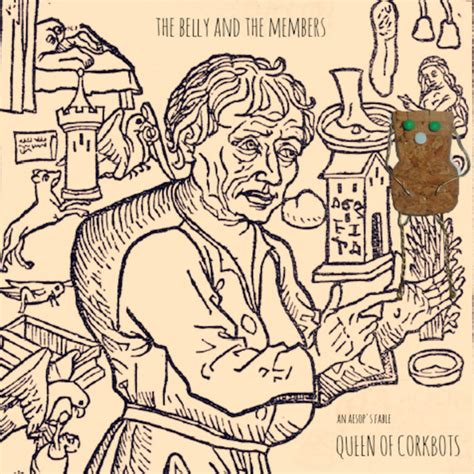 THE BELLY AND THE MEMBERS
AN AESOP'S FABLE
QUEEN OF CORKBOTS